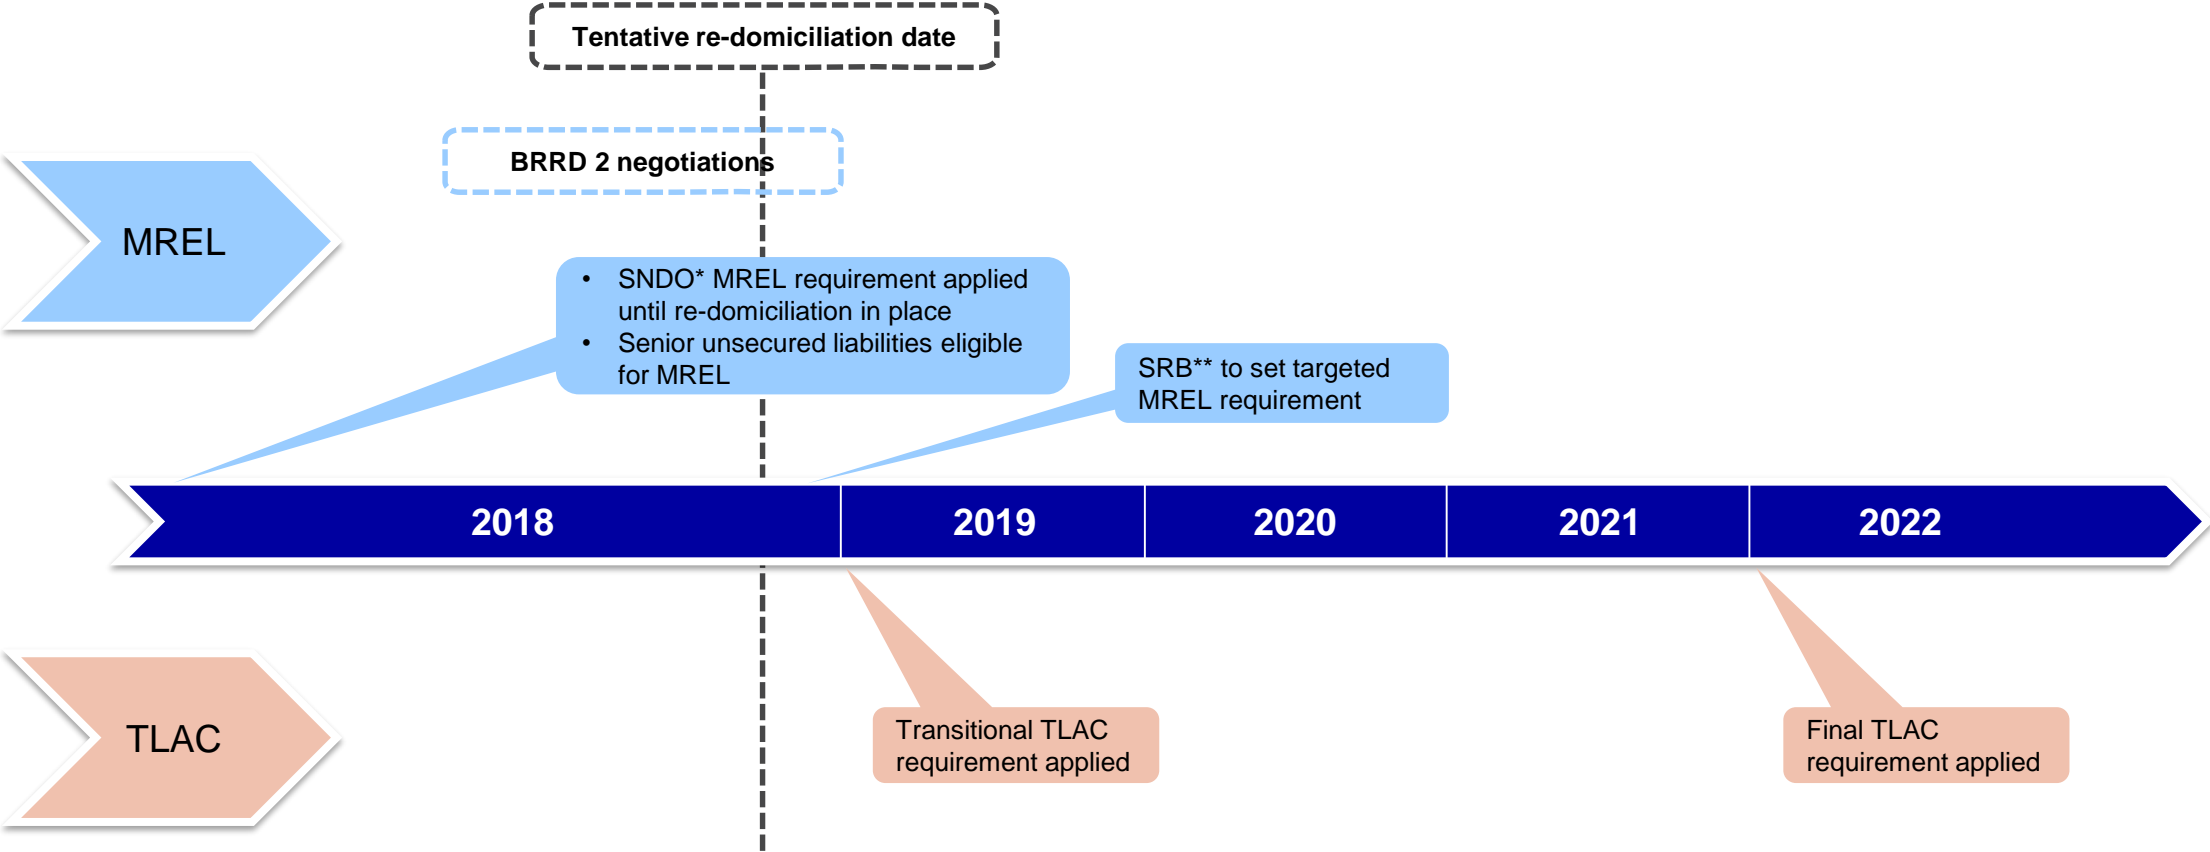 Tentative re-domiciliation date
BRRD 2 negotiations
MREL
• SNDO* MREL requirement applied
until re-domiciliation in place
• Senior unsecured liabilities eligible
for MREL
SRB** to set targeted
MREL requirement
2018 2019 2020 2021 2022
TLAC
Transitional TLAC
requirement applied
Final TLAC
requirement applied